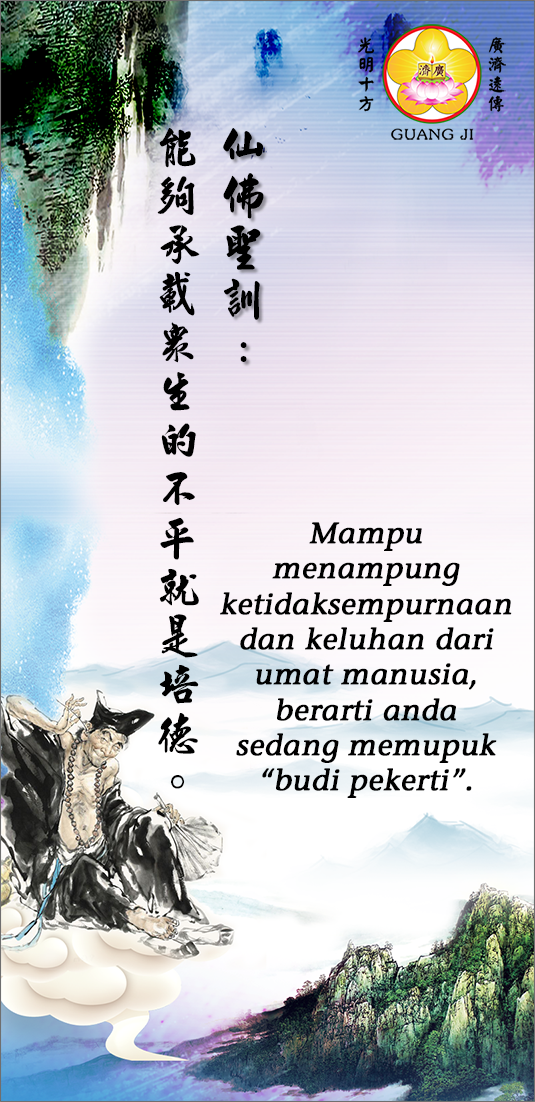 廣濟遠傳
光明十方
廣濟
GUANG JI
仙佛聖訓：
能夠承載衆生的不平就是培德。
Mampu
menampung
ketidaksempurnaan
dan keluhan dari
umat manusia,
berarti anda
sedang memupuk
“budi pekerti”.